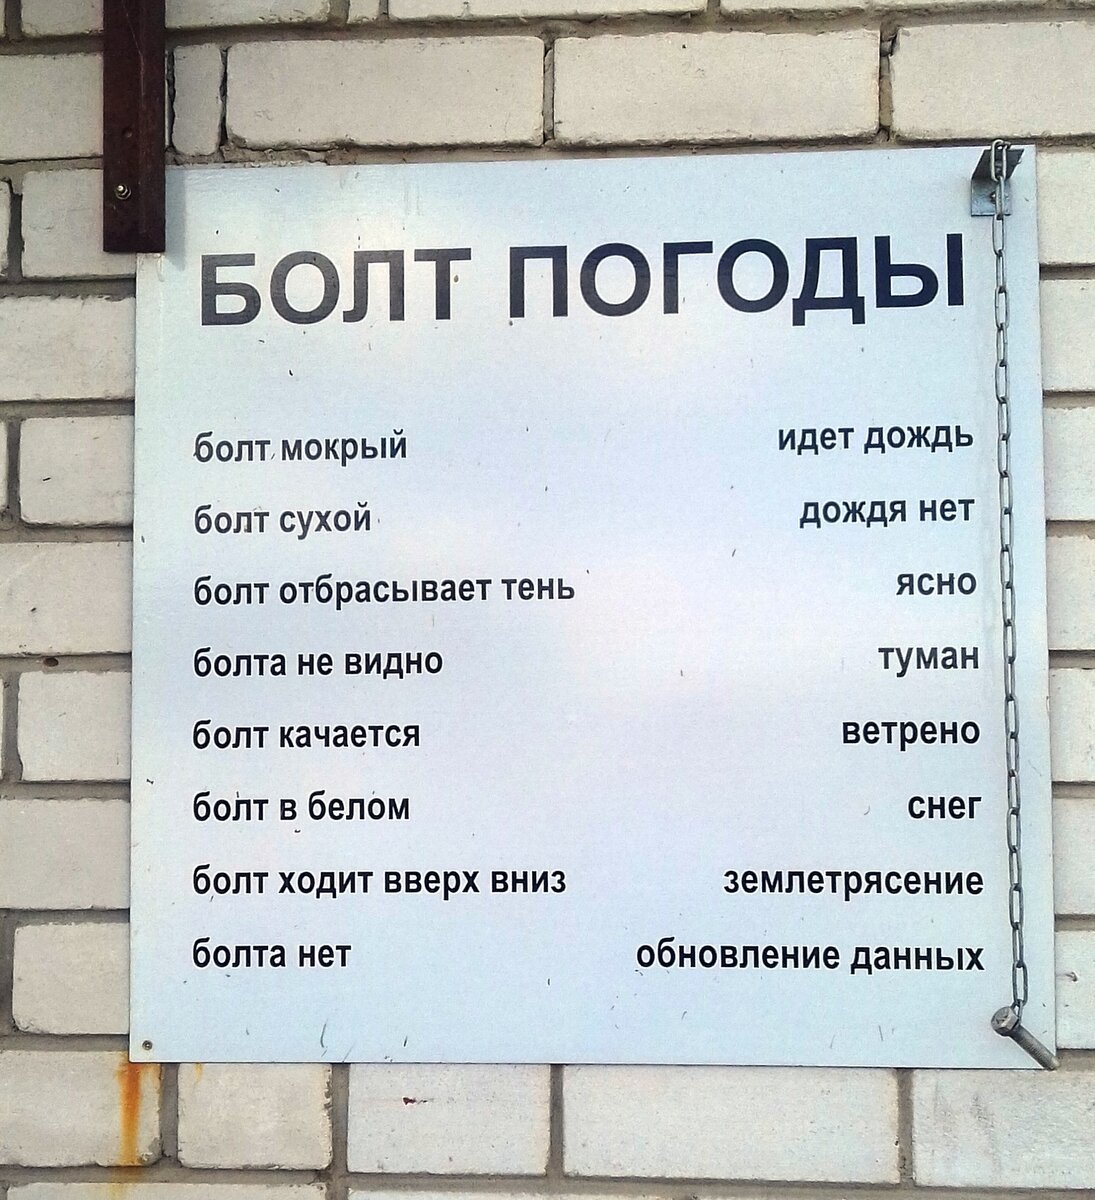 БОЛТ ПОГОДЫ
болт мокрый идет дождь
болт сухой дождя нет
болт отбрасывает тень ясно
болта не видно туман
болт качается ветрено
болт в белом снег
болт ходит вверх вниз землетрясение
болта нет обновление данных